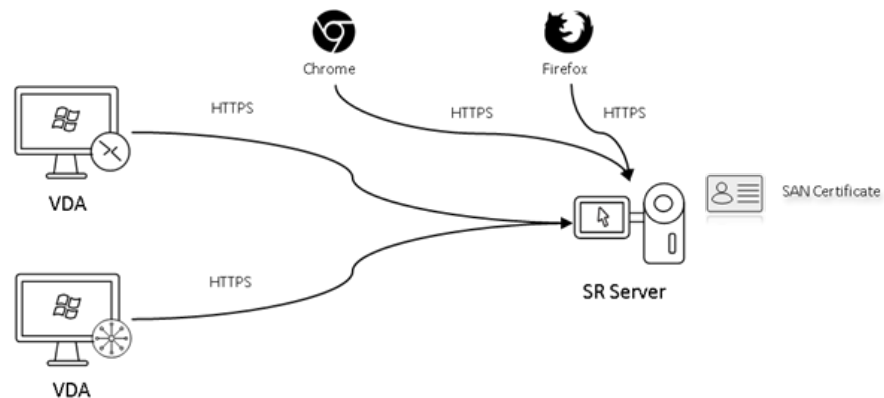 Chrome
Firefox
HTTPS
HTTPS
HTTPS
VDA
SAN Certificate
HTTPS
SR Server
VDA